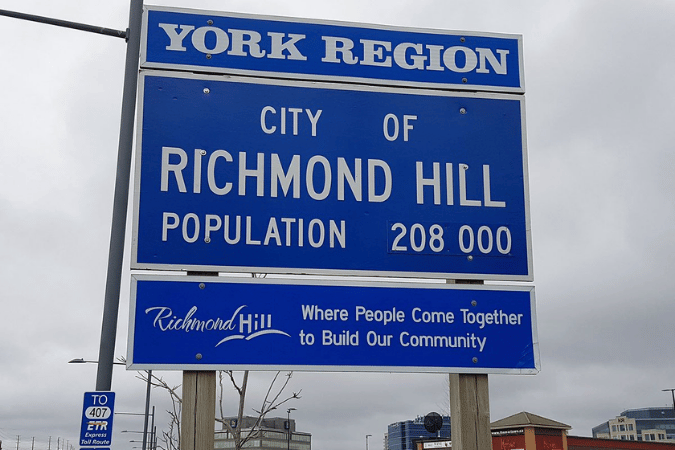 YORK REGION
CITY OF
RICHMOND HILL
POPULATION 208 000
Richmond Hill
Where People Come Together
to Build Our Community
TO
407
ETR
Express
Toll Route